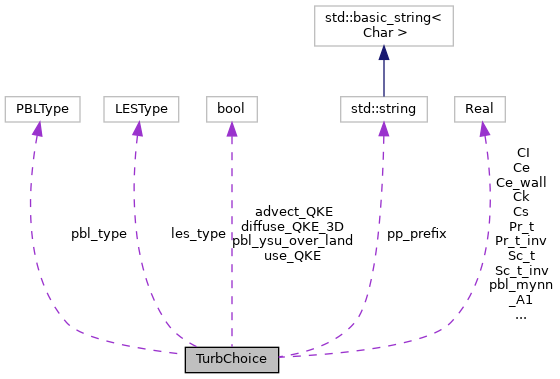 std::basic_string<
Char >
PBLType
LESType
bool
std::string
Real
pbl_type
les_type
advect_QKE
diffuse_QKE_3D
pbl_ysu_over_land
use_QKE
pp_prefix
CI
Ce
Ce_wall
Ck
Cs
Pr_t
Pr_t_inv
Sc_t
Sc_t_inv
pbl_mynn
_A1
...
TurbChoice